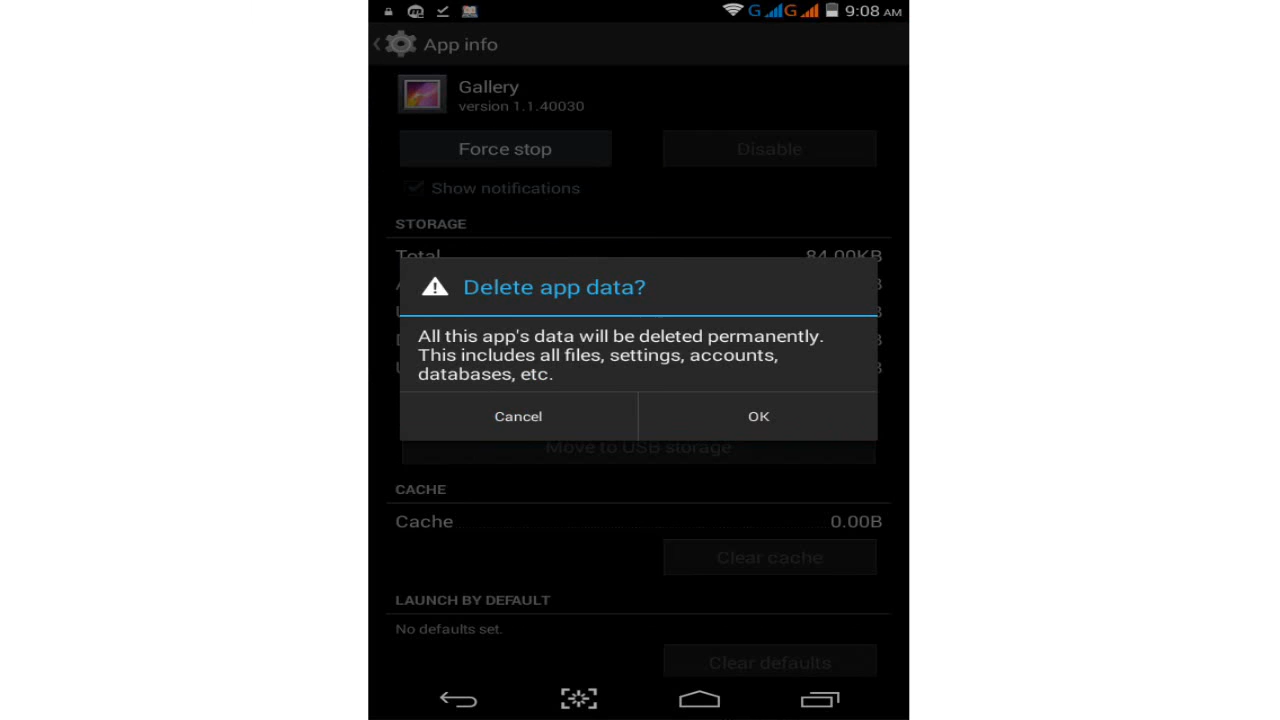 G G 9:08 AM
App info
Gallery
version 1.1.40030
Force stop Disable
Show notifications
STORAGE
Total 84.00KB
Delete app data?
All this app's data will be deleted permanently.
This includes all files, settings, accounts,
databases, etc.
Cancel OK
Move to USB storage
CACHE
Cache 0.00B
Clear cache
LAUNCH BY DEFAULT
No defaults set.
Clear defaults